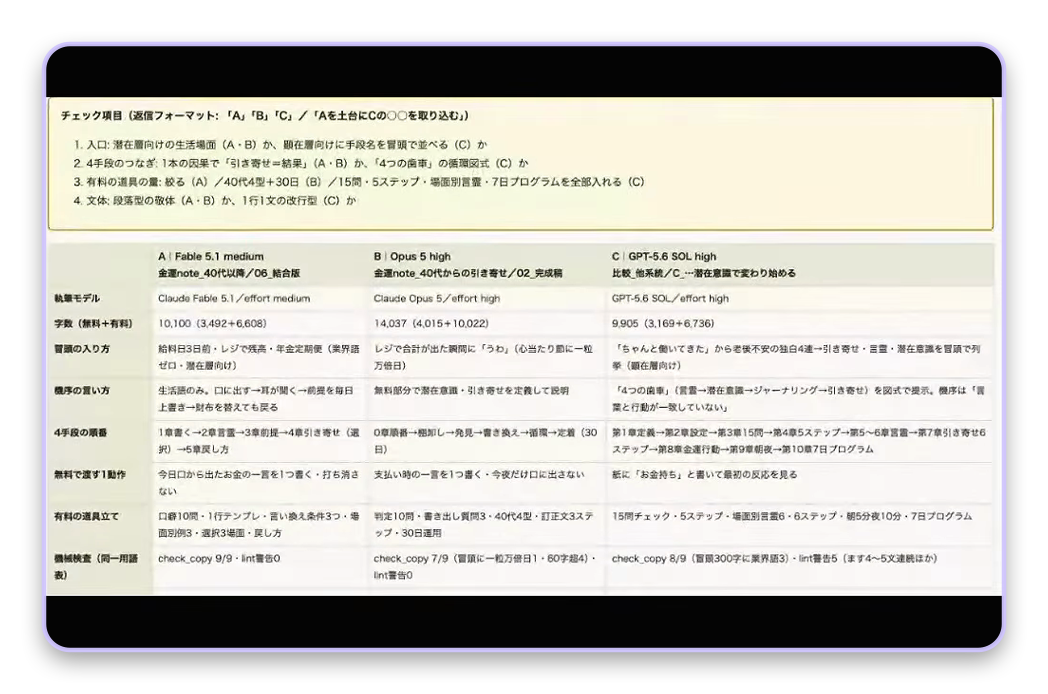 チェック項目（返信フォーマット: 「A」「B」「C」／「Aを土台にCの○○を取り込む」）
1. 入口: 潜在層向けの生活場面（A・B）か、顕在層向けに手段名を冒頭で並べる（C）か
2. 4手段のつなぎ: 1本の因果で「引き寄せ＝結果」（A・B）か、「4つの歯車」の循環図式（C）か
3. 有料の道具の量: 絞る（A）／40代4型＋30日（B）／15問・5ステップ・場面別言霊・7日プログラムを全部入れる（C）
4. 文体: 段落型の敬体（A・B）か、1行1文の改行型（C）か
A｜Fable 5.1 medium
金運note_40代以降／06_結合版
B｜Opus 5 high
金運note_40代からの引き寄せ／02_完成稿
C｜GPT-5.6 SOL high
比較_他系統／C_…潜在意識で変わり始める
執筆モデル
Claude Fable 5.1／effort medium
Claude Opus 5／effort high
GPT-5.6 SOL／effort high
字数（無料＋有料）
10,100（3,492+6,608）
14,037（4,015+10,022）
9,905（3,169+6,736）
冒頭の入り方
給料日3日前・レジで残高・年金定期便（業界語
ゼロ・潜在層向け）
レジで合計が出た瞬間に「うわ」（心当たり節に一粒
万倍日）
「ちゃんと働いてきた」から老後不安の独白4連→引き寄せ・言霊・潜在意識を冒頭で列
挙（顕在層向け）
機序の言い方
生活語のみ。口に出す→耳が聞く→前提を毎日
上書き→財布を替えても戻る
無料部分で潜在意識・引き寄せを定義して説明
「4つの歯車」（言霊→潜在意識→ジャーナリング→引き寄せ）を図式で提示。機序は「言
葉と行動が一致していない」
4手段の順番
1章書く→2章言霊→3章前提→4章引き寄せ（選
択）→5章戻し方
0章順番→棚卸し→発見→書き換え→循環→定着（30
日）
第1章定義→第2章設定→第3章15問→第4章5ステップ→第5〜6章言霊→第7章引き寄せ6
ステップ→第8章金運行動→第9章朝夜→第10章7日プログラム
無料で渡す1動作
今日口から出たお金の一言を1つ書く・打ち消さ
ない
支払い時の一言を1つ書く・今夜だけ口に出さない
紙に「お金持ち」と書いて最初の反応を見る
有料の道具立て
口癖10問・1行テンプレ・言い換え条件3つ・場
面別例3・選択3場面・戻し方
判定10問・書き出し質問3・40代4型・訂正文3ステ
ップ・30日運用
15問チェック・5ステップ・場面別言霊6・6ステップ・朝5分夜10分・7日プログラム
機械検査（同一用語
表）
check_copy 9/9・lint警告0
check_copy 7/9（冒頭に一粒万倍日1・60字超4）・
lint警告0
check_copy 8/9（冒頭300字に業界語3）・lint警告5（ます4〜5文連続ほか）